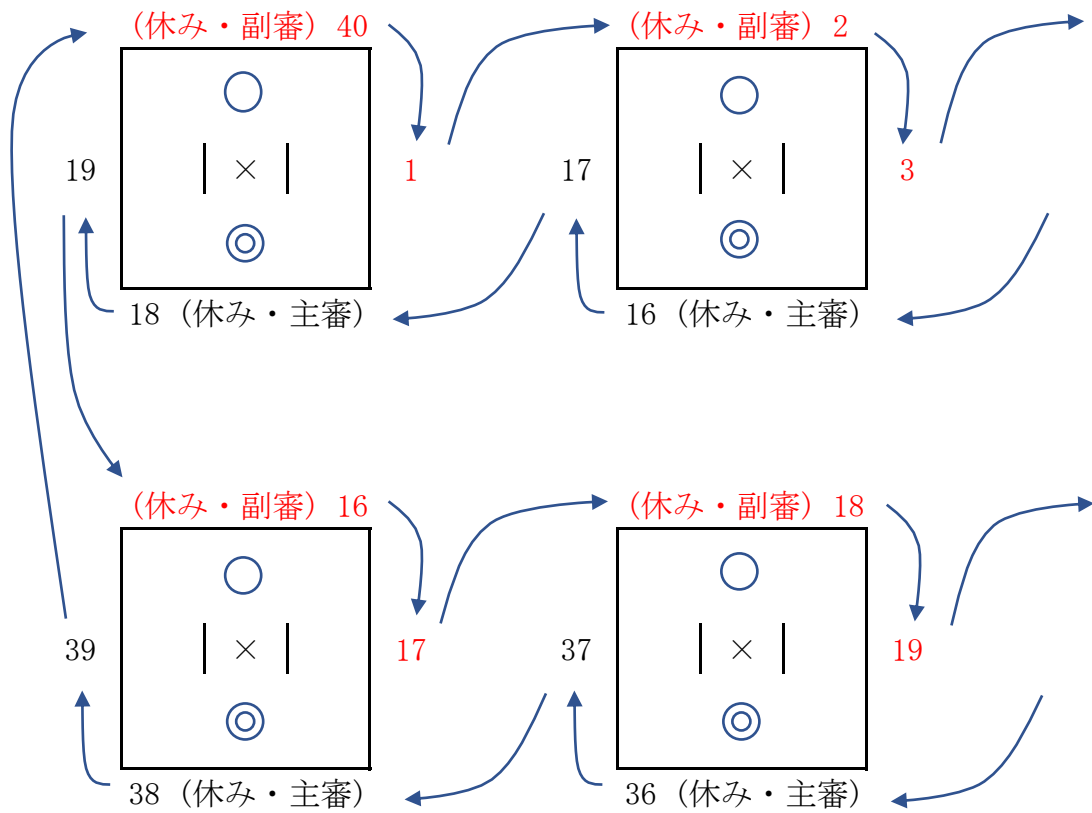 (休み・副審) 40
(休み・副審) 2
19
×
1
17
×
3
18 (休み・主審)
16 (休み・主審)
(休み・副審) 16
(休み・副審) 18
39
×
17
37
×
19
38 (休み・主審)
36 (休み・主審)